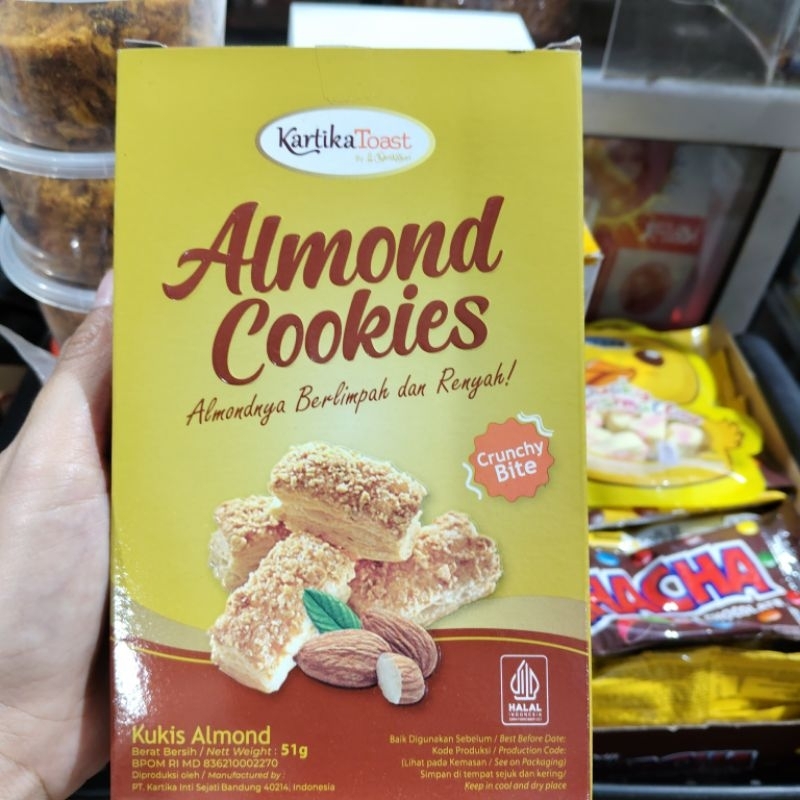 KartikaToast
Almond
Cookies
Almondnya Berlimpah dan Renyah!
Crunchy
Bite
HALAL
INDONESIA
Kukis Almond
Berat Bersih / Nett Weight : 51g
BPOM RI MD 836210002270
Diproduksi oleh / Manufactured by :
PT. Kartika Inti Sejati Bandung 40214, Indonesia
Baik Digunakan Sebelum / Best Before Date:
Kode Produksi / Production Code:
(Lihat pada Kemasan / See on Packaging)
Simpan di tempat sejuk dan kering/
Keep in cool and dry place